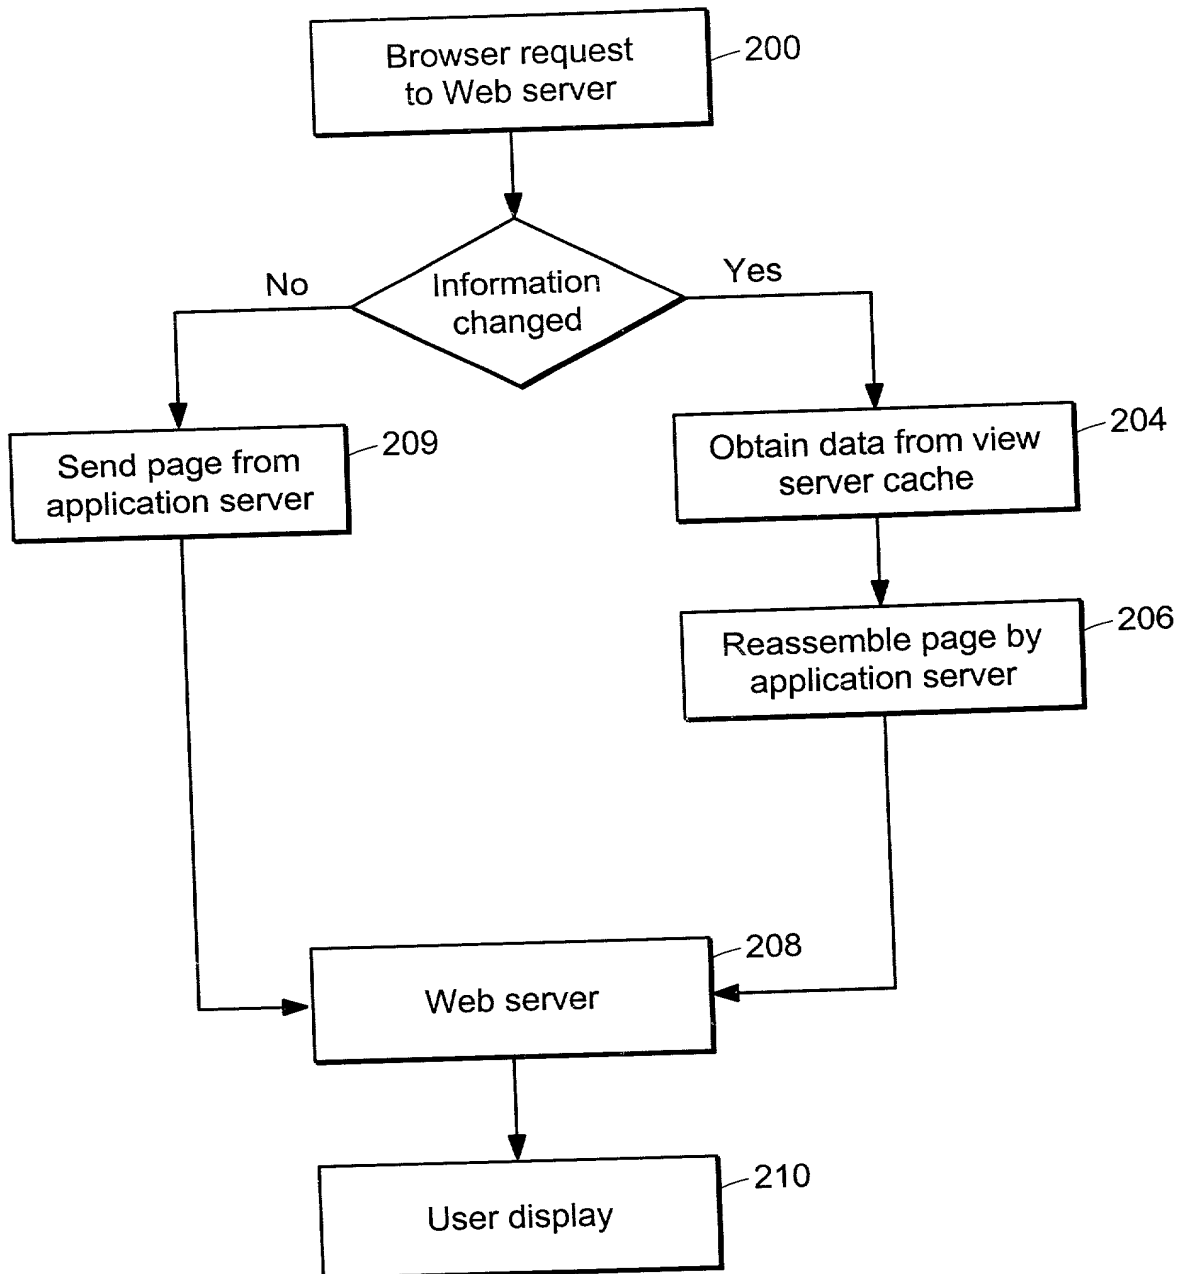 Browser request
to Web server
200
Information
changed
No
Yes
Send page from
application server
209
Obtain data from view
server cache
204
Reassemble page by
application server
206
Web server
208
User display
210